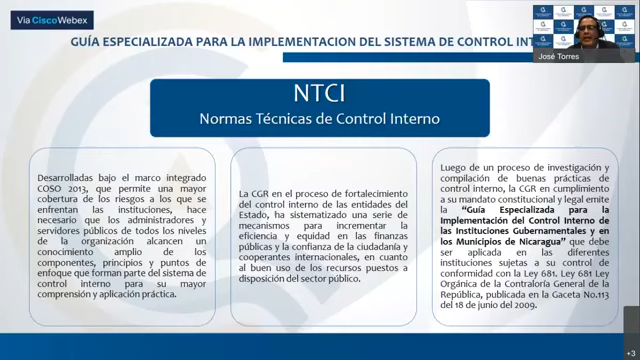 Vía CiscoWebex
GUÍA ESPECIALIZADA PARA LA IMPLEMENTACION DEL SISTEMA DE CONTROL INT
José Torres
NTCI
Normas Técnicas de Control Interno
Desarrolladas bajo el marco integrado
COSO 2013, que permite una mayor
cobertura de los riesgos a los que se
enfrentan las instituciones, hace
necesario que los administradores y
servidores públicos de todos los niveles
de la organización alcancen un
conocimiento amplio de los
componentes, principios y puntos de
enfoque que forman parte del sistema de
control interno para su mayor
comprensión y aplicación práctica.
La CGR en el proceso de fortalecimiento
del control interno de las entidades del
Estado, ha sistematizado una serie de
mecanismos para incrementar la
eficiencia y equidad en las finanzas
públicas y la confianza de la ciudadanía y
cooperantes internacionales, en cuanto
al buen uso de los recursos puestos a
disposición del sector público.
Luego de un proceso de investigación y
compilación de buenas prácticas de
control interno, la CGR en cumplimiento
a su mandato constitucional y legal emite
la "Guía Especializada para la
Implementación del Control Interno de
las Instituciones Gubernamentales y en
los Municipios de Nicaragua" que debe
ser aplicada en las diferentes
instituciones sujetas a su control de
conformidad con la Ley 681. Ley 681 Ley
Orgánica de la Contraloría General de la
República, publicada en la Gaceta No.113
del 18 de junio del 2009.
+3